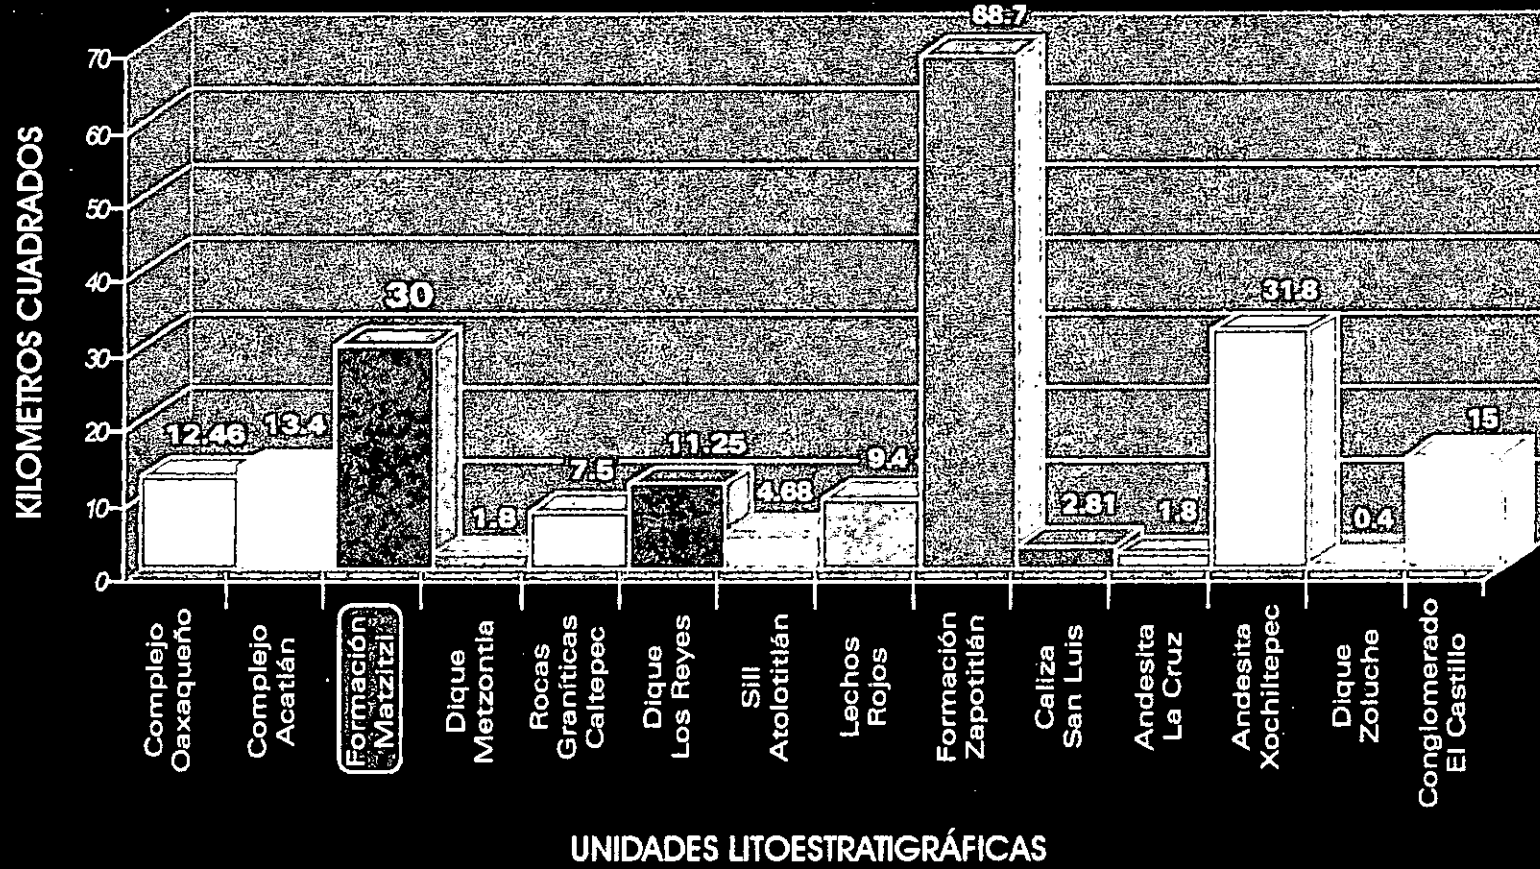 KILOMETROS CUADRADOS
70
60
50
40
30
20
10
0
12.46
13.4
30
1.8
7.5
11.25
4.68
9.4
68.7
2.81
1.8
31.8
0.4
15
Complejo
Oaxaqueño
Complejo
Acatlán
Formación
Matzitzi
Dique
Metzontla
Rocas
Graníticas
Caltepec
Dique
Los Reyes
Sill
Atolotitlán
Lechos
Rojos
Formación
Zapotitlán
Caliza
San Luis
Andesita
La Cruz
Andesita
Xochiltepec
Dique
Zoluche
Conglomerado
El Castillo
UNIDADES LITOESTRATIGRÁFICAS